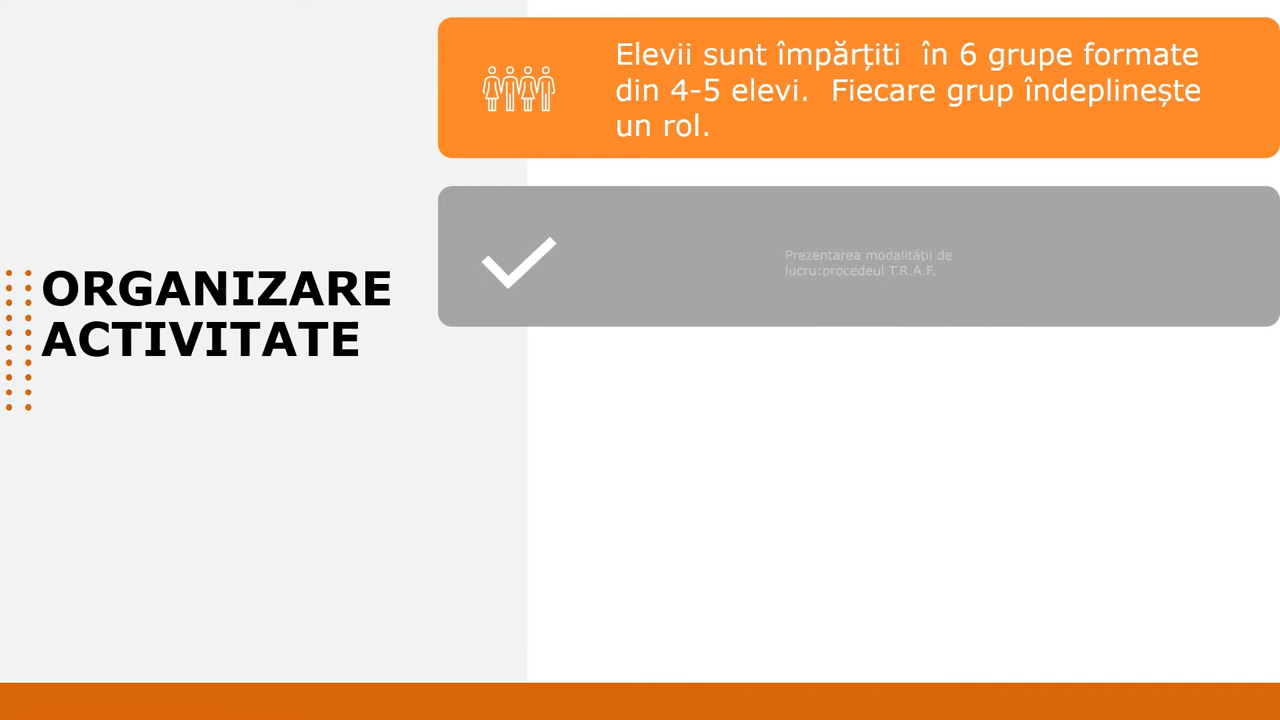 ORGANIZARE
ACTIVITATE
Elevii sunt împărțiti  în 6 grupe formate
din 4-5 elevi.  Fiecare grup îndeplinește
un rol.
Prezentarea modalităţii de
lucru:procedeul T.R.A.F.